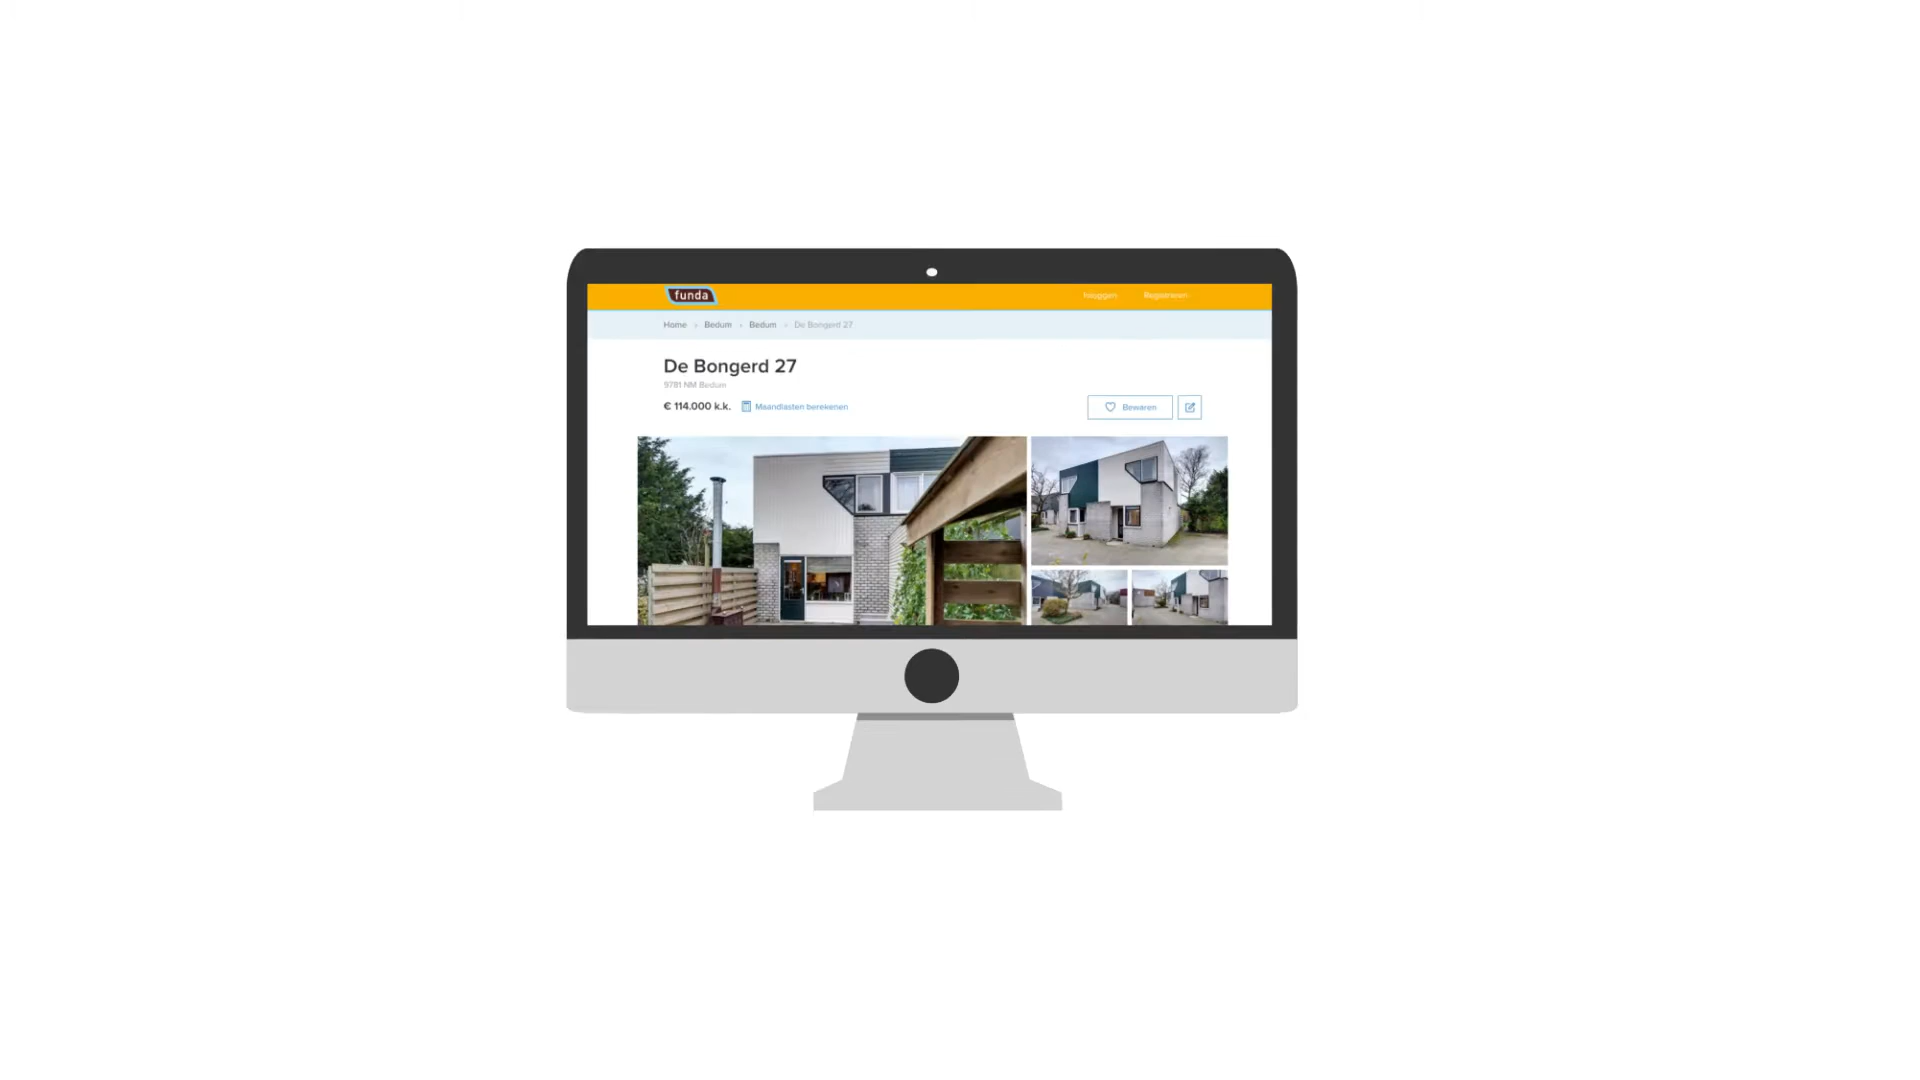 funda
Inloggen Registreren
Home > Bedum > Bedum > De Bongerd 27
De Bongerd 27
9781 NM Bedum
€ 114.000 k.k. Maandlasten berekenen
Bewaren